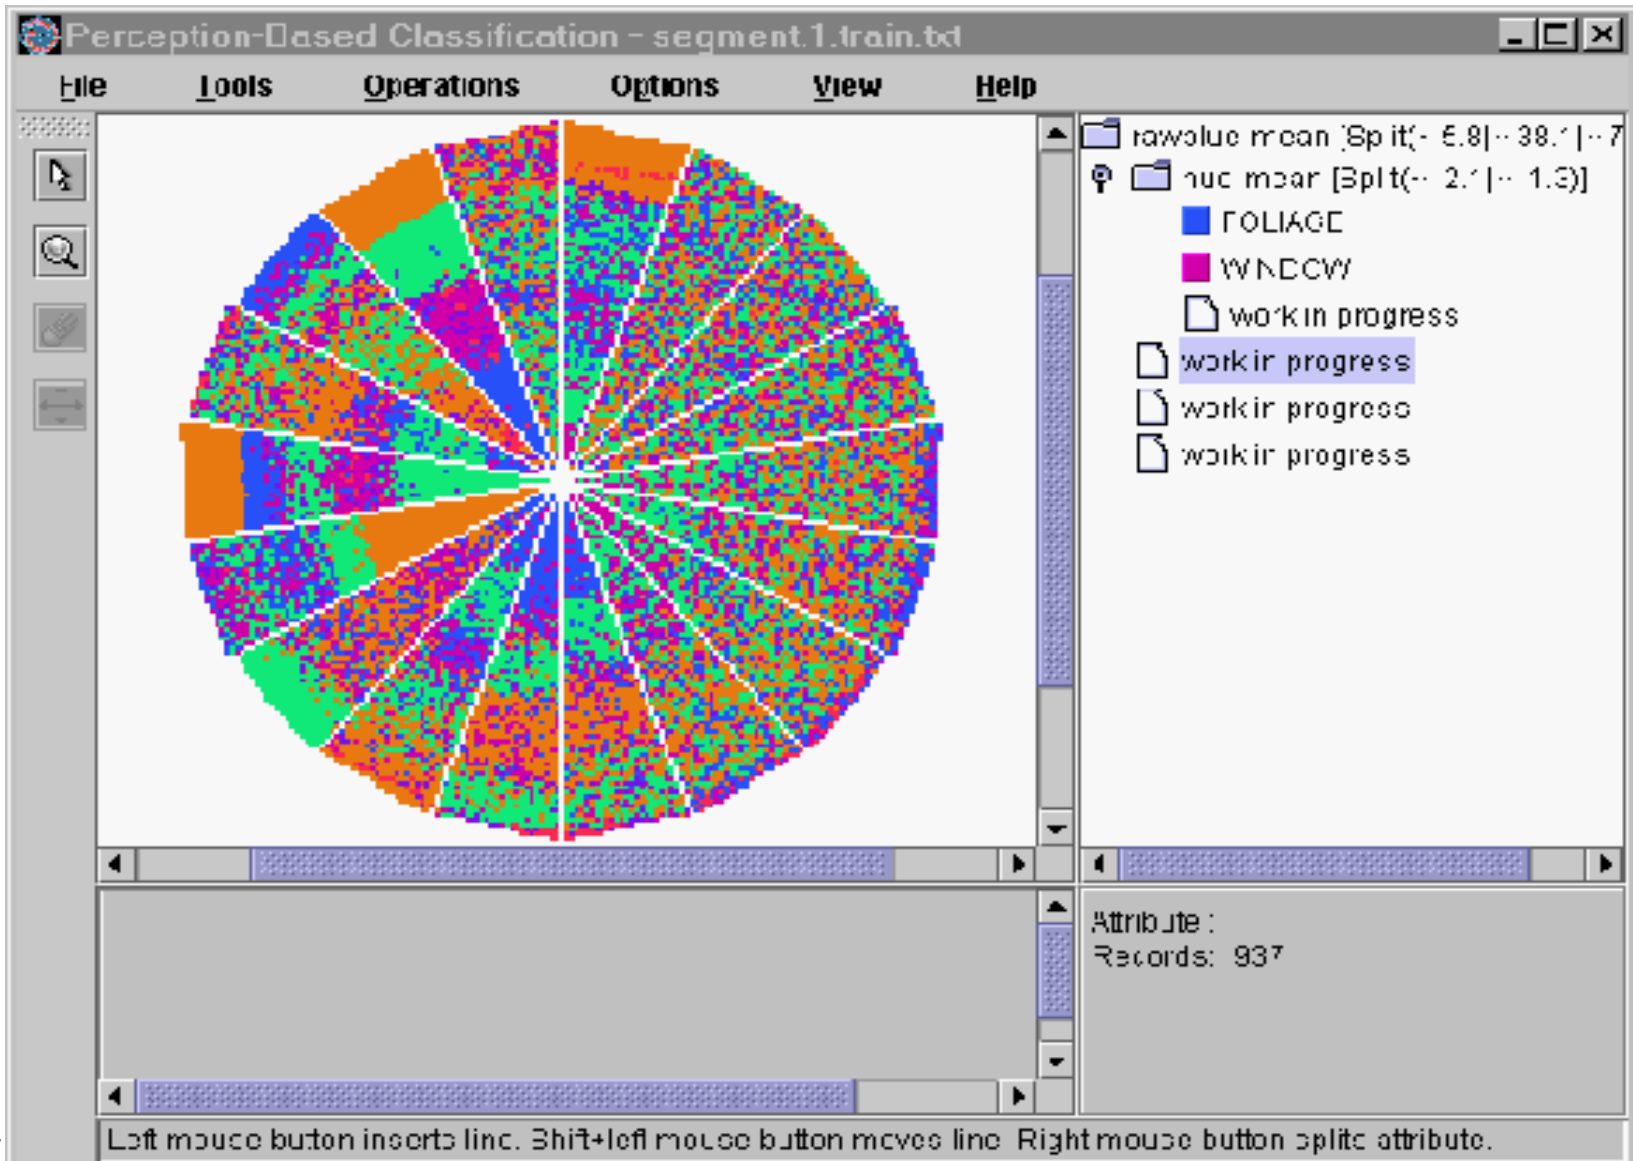 Perception-Based Classification - segment.1.train.txt
File Tools Operations Options View Help
rawblue mean [Split(- 5.8|-- 38.1|-- 7
hue mean [Split(-- 2.1|-- 1.3)]
FOLIAGE
WINDOW
work in progress
work in progress
work in progress
work in progress
Attribute :
Records: 937
Left mouse button inserts line. Shift+left mouse button moves line. Right mouse button splits attribute.